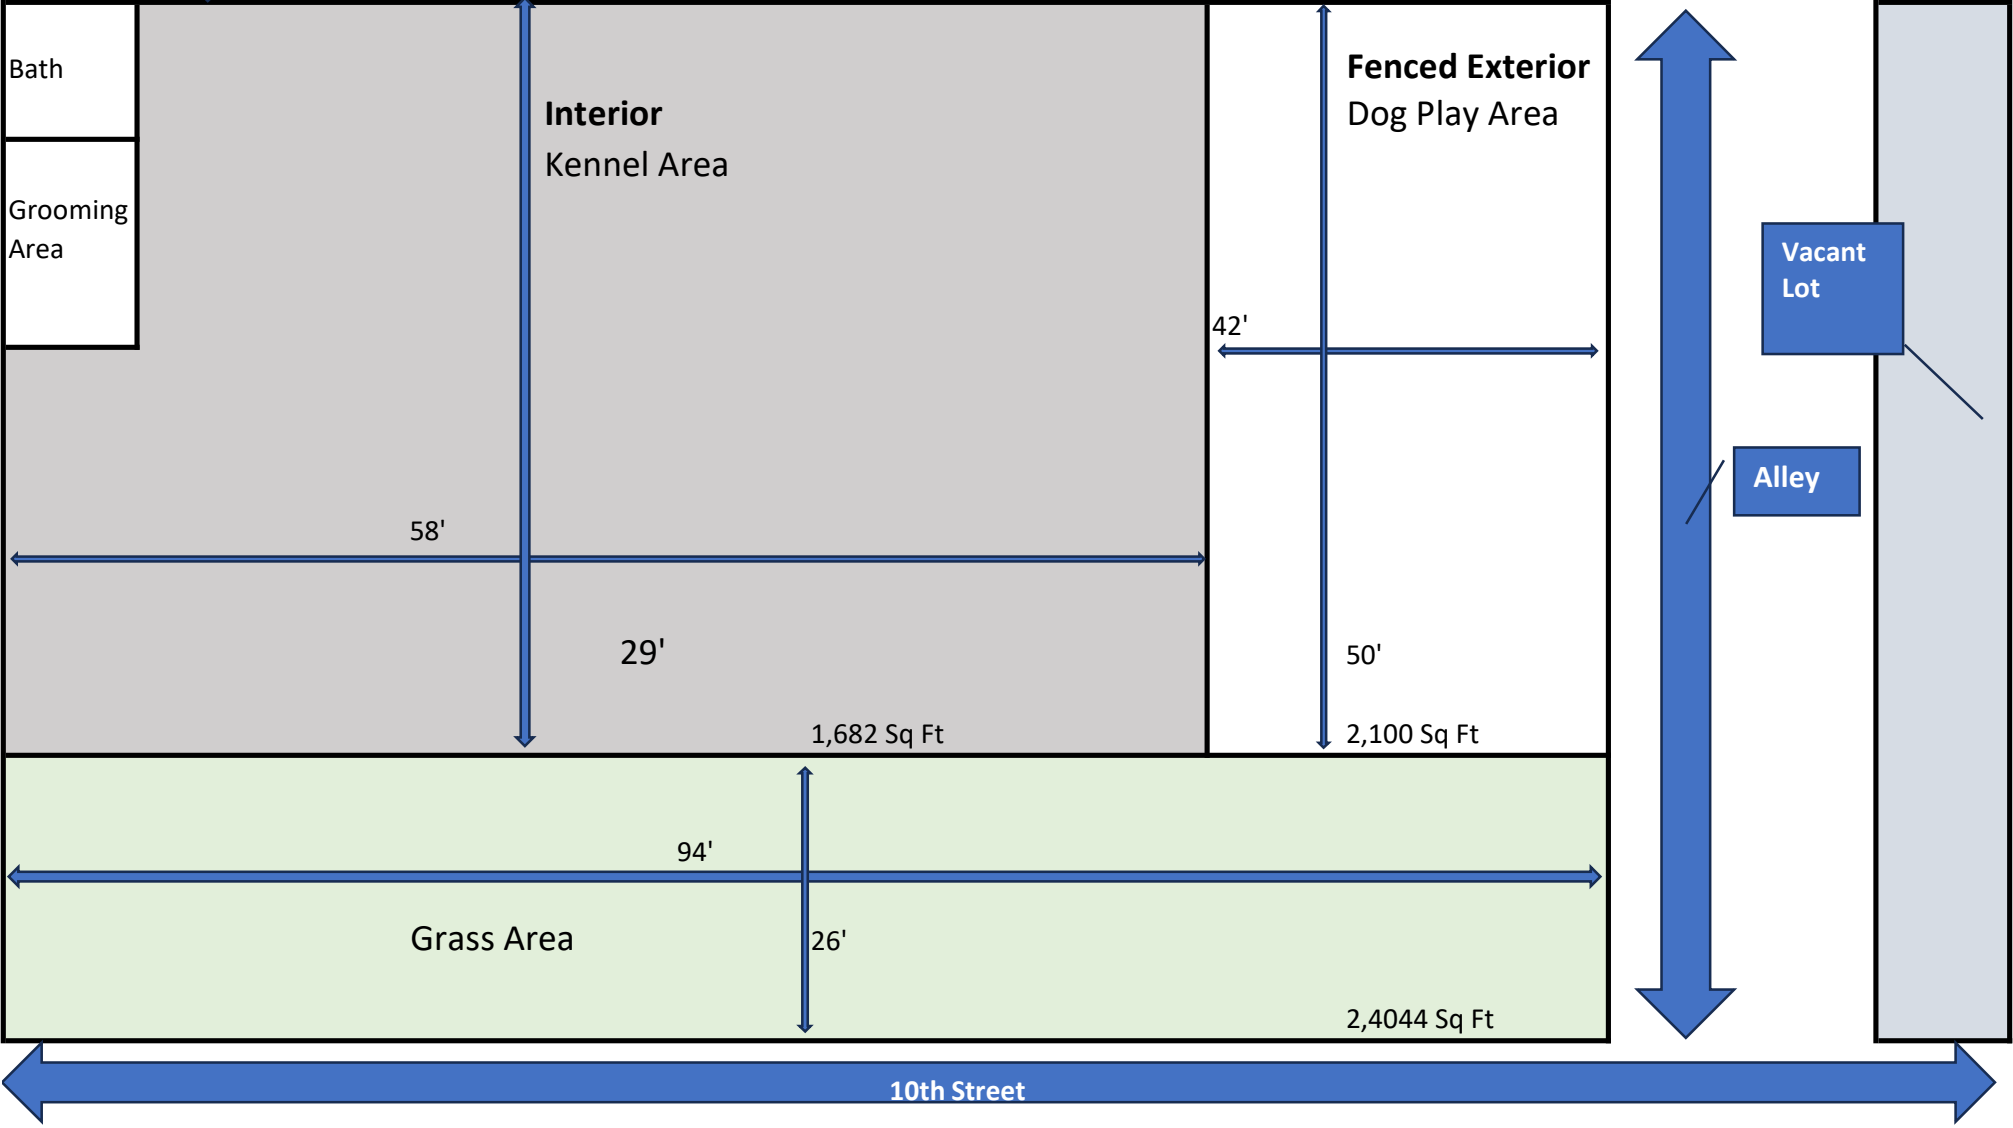 Bath
Grooming
Area
Interior
Kennel Area
58'
29'
1,682 Sq Ft
Fenced Exterior
Dog Play Area
42'
50'
2,100 Sq Ft
Vacant
Lot
Alley
94'
Grass Area
26'
2,4044 Sq Ft
10th Street